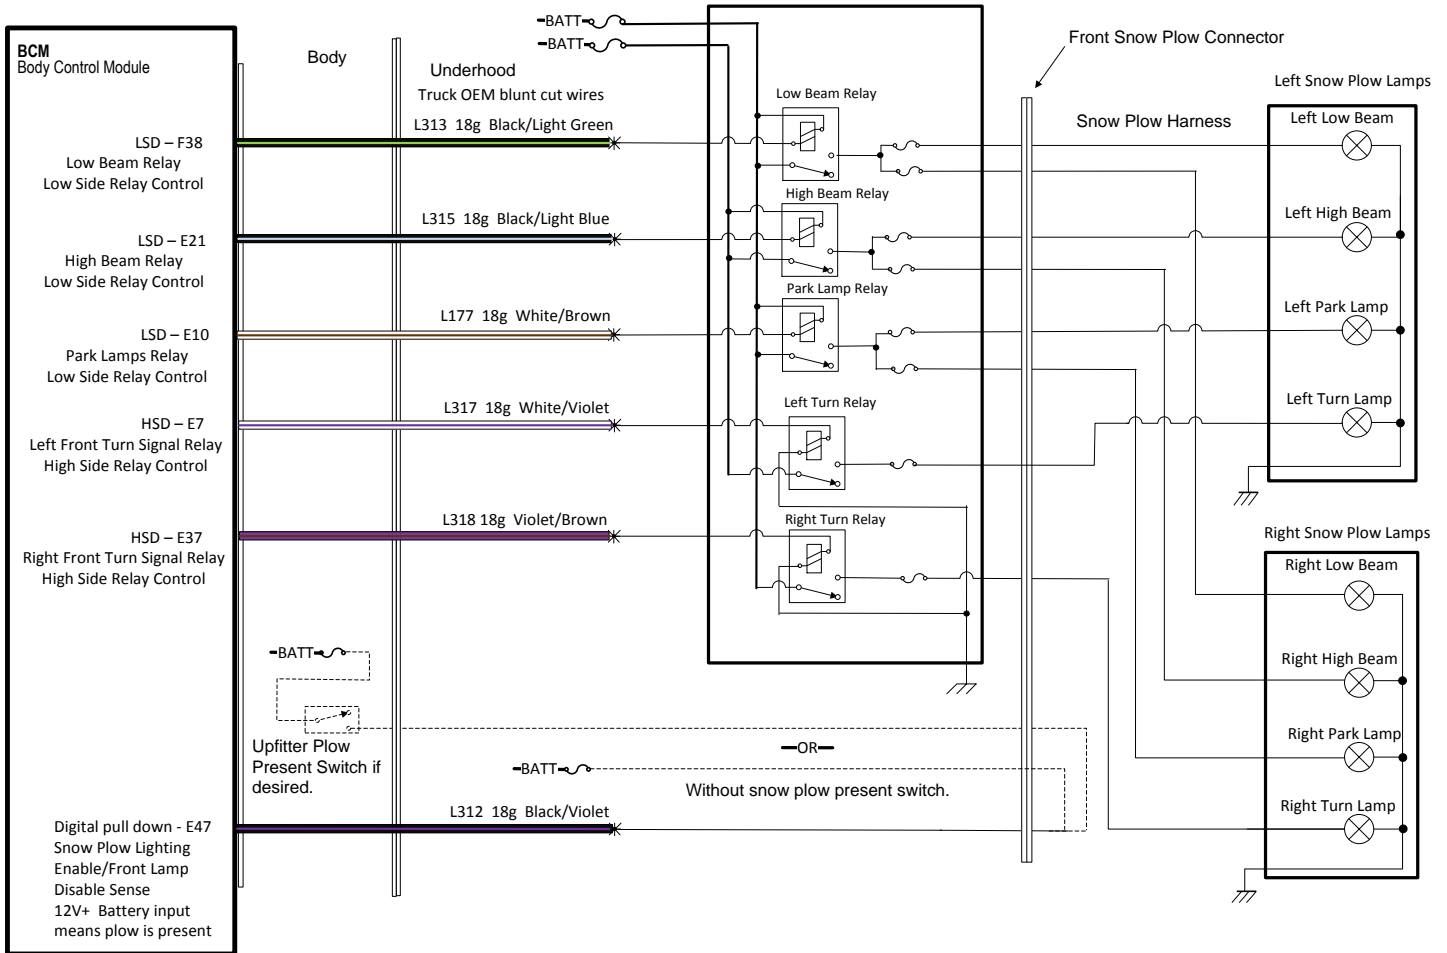 BCM
Body Control Module
LSD – F38
Low Beam Relay
Low Side Relay Control
LSD – E21
High Beam Relay
Low Side Relay Control
LSD – E10
Park Lamps Relay
Low Side Relay Control
HSD – E7
Left Front Turn Signal Relay
High Side Relay Control
HSD – E37
Right Front Turn Signal Relay
High Side Relay Control
Digital pull down - E47
Snow Plow Lighting
Enable/Front Lamp
Disable Sense
12V+ Battery input
means plow is present
Body
Underhood
Truck OEM blunt cut wires
L313 18g Black/Light Green
L315 18g Black/Light Blue
L177 18g White/Brown
L317 18g White/Violet
L318 18g Violet/Brown
BATT
Upfitter Plow
Present Switch if
desired.
OR
BATT
Without snow plow present switch.
L312 18g Black/Violet
BATT
BATT
Low Beam Relay
High Beam Relay
Park Lamp Relay
Left Turn Relay
Right Turn Relay
Front Snow Plow Connector
Snow Plow Harness
Left Snow Plow Lamps
Left Low Beam
Left High Beam
Left Park Lamp
Left Turn Lamp
Right Snow Plow Lamps
Right Low Beam
Right High Beam
Right Park Lamp
Right Turn Lamp